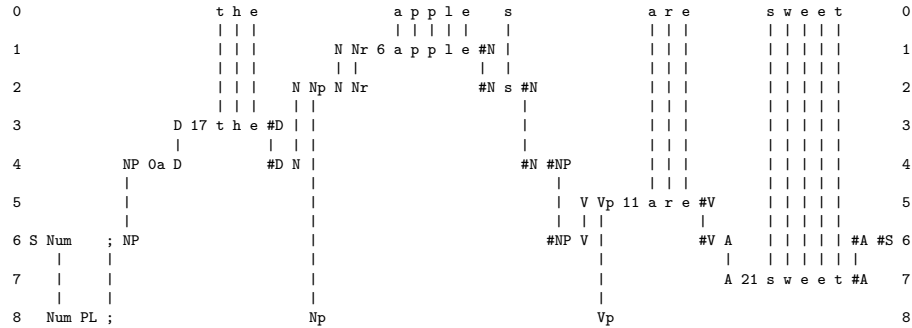 0 t h e a p p l e s a r e s w e e t 0
1 N Nr 6 a p p l e #N 1
2 N Np N Nr #N s #N 2
3 D 17 t h e #D 3
4 NP 0a D #D N #N #NP 4
5 V Vp 11 a r e #V 5
6 S Num ; NP #NP V #V A #A #S 6
7 A 21 s w e e t #A 7
8 Num PL ; Np Vp 8